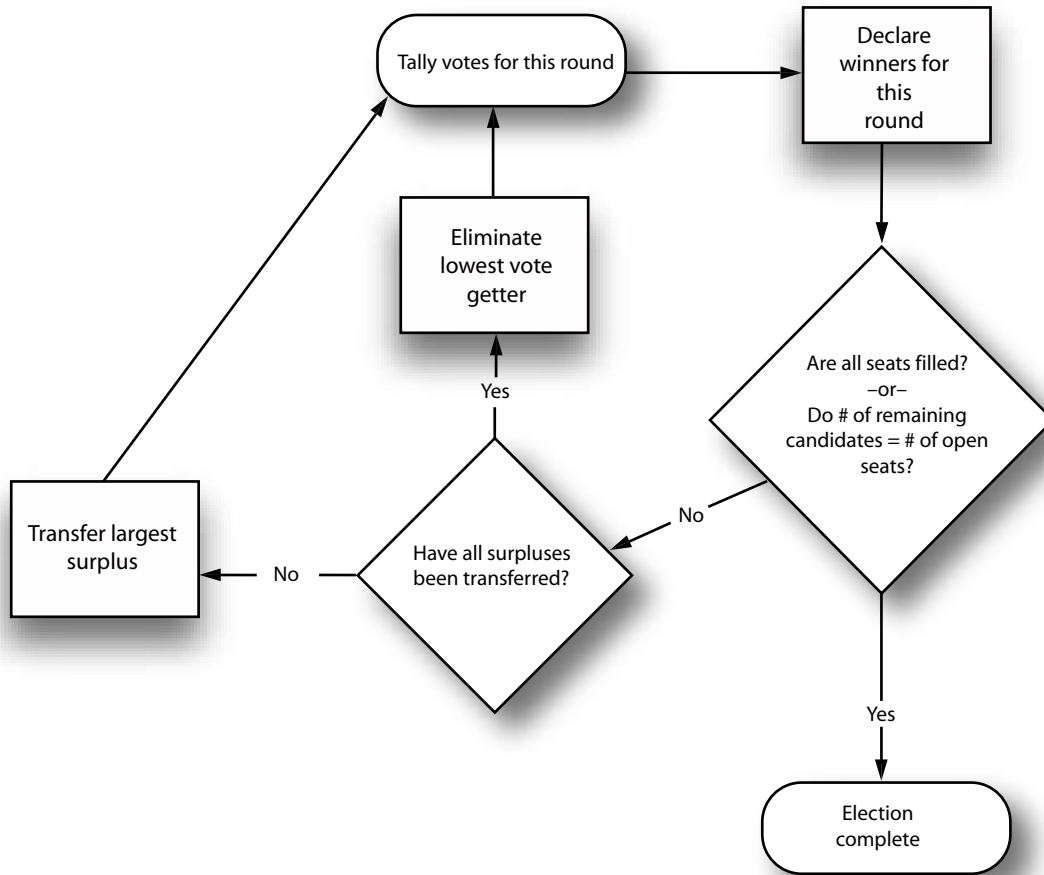 Tally votes for this round
Declare
winners for
this
round
Eliminate
lowest vote
getter
Yes
Are all seats filled?
–or–
Do # of remaining
candidates = # of open
seats?
No
Have all surpluses
been transferred?
No
Transfer largest
surplus
Yes
Election
complete